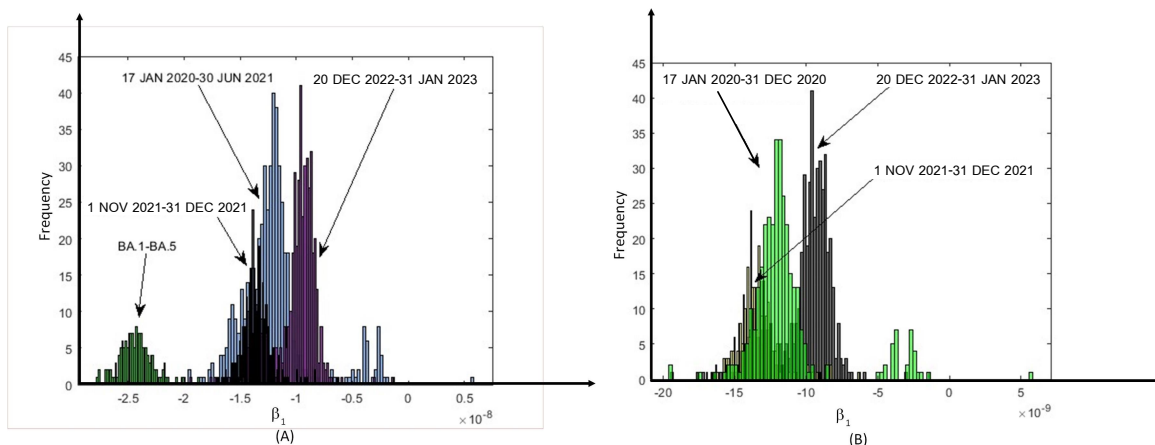 45
40
35
30
25
20
15
10
5
0
Frequency
17 JAN 2020-30 JUN 2021
20 DEC 2022-31 JAN 2023
1 NOV 2021-31 DEC 2021
BA.1-BA.5
-2.5 -2 -1.5 -1 -0.5 0 0.5
×10⁻⁸
β₁
(A)
45
40
35
30
25
20
15
10
5
0
Frequency
17 JAN 2020-31 DEC 2020
20 DEC 2022-31 JAN 2023
1 NOV 2021-31 DEC 2021
-20 -15 -10 -5 0 5
×10⁻⁹
β₁
(B)